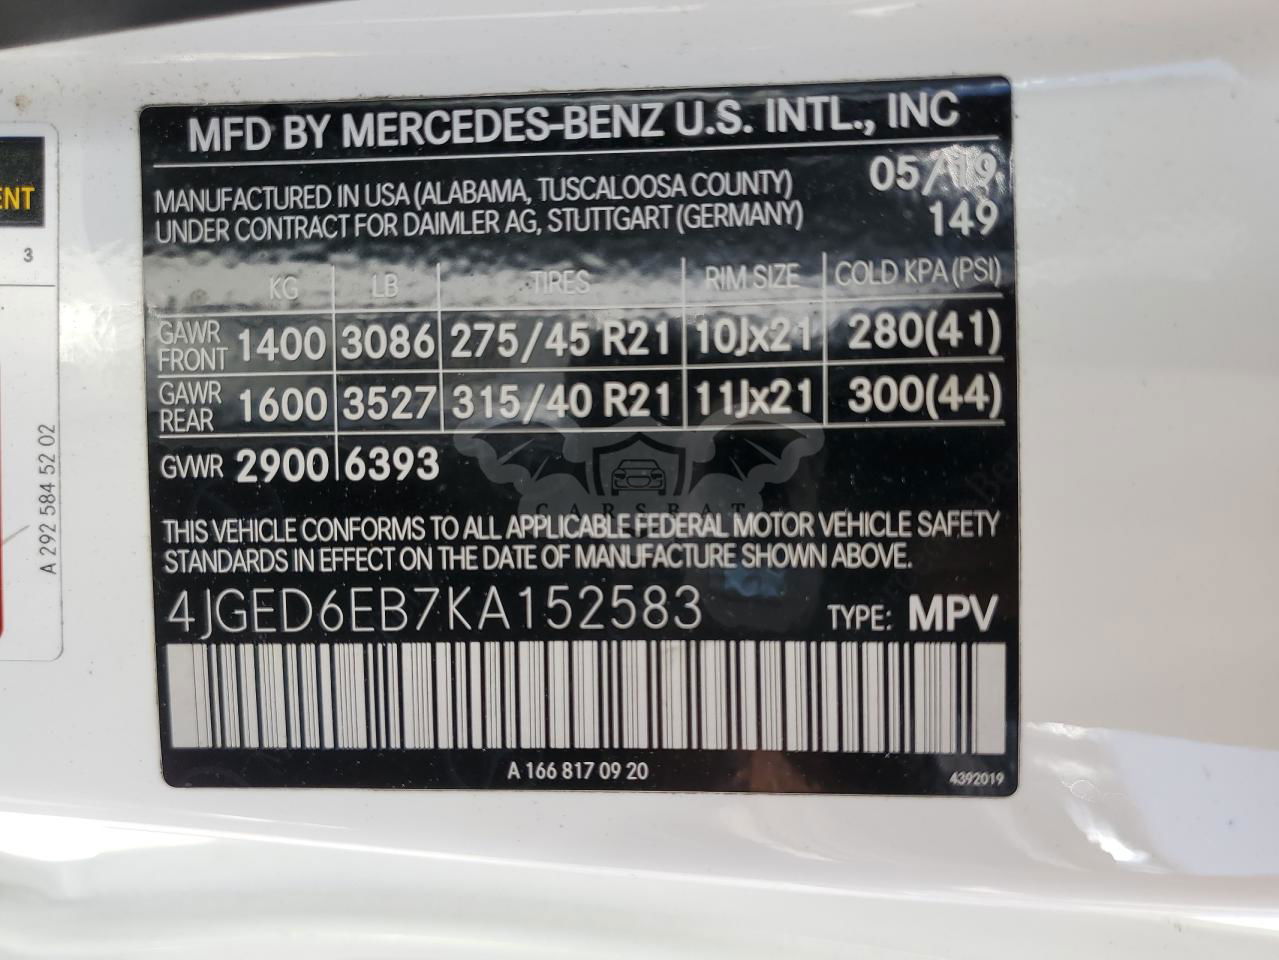 MFD BY MERCEDES-BENZ U.S. INTL., INC
MANUFACTURED IN USA (ALABAMA, TUSCALOOSA COUNTY) 05/19
UNDER CONTRACT FOR DAIMLER AG, STUTTGART (GERMANY) 149
KG LB TIRES RIM SIZE COLD KPA (PSI)
GAWR FRONT 1400 3086 275/45 R21 10Jx21 280(41)
GAWR REAR 1600 3527 315/40 R21 11Jx21 300(44)
GVWR 2900 6393
CARSBAT
THIS VEHICLE CONFORMS TO ALL APPLICABLE FEDERAL MOTOR VEHICLE SAFETY
STANDARDS IN EFFECT ON THE DATE OF MANUFACTURE SHOWN ABOVE.
4JGED6EB7KA152583 TYPE: MPV
A 166 817 09 20 4392019
ENT
3
A 292 584 52 02